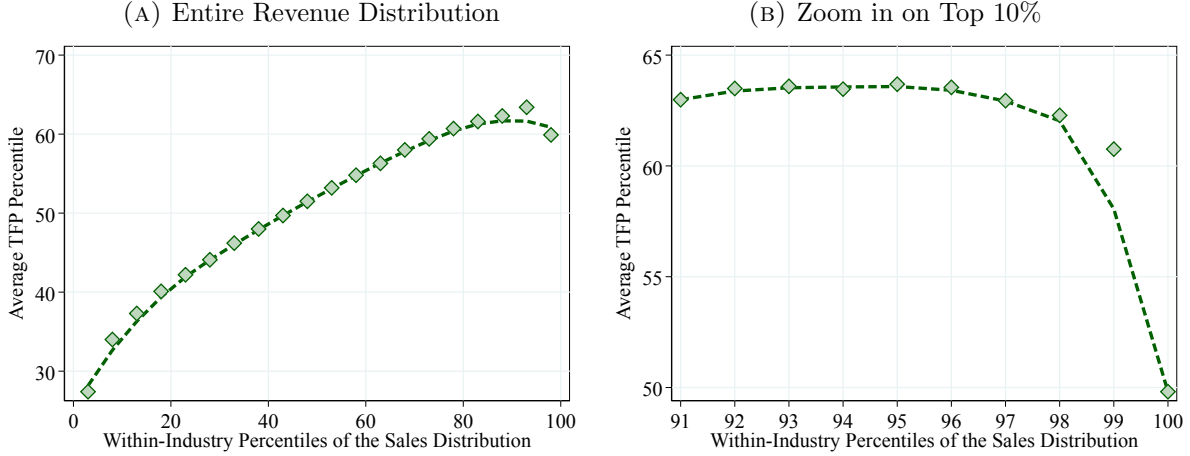 (A) Entire Revenue Distribution
70
60
50
40
30
Average TFP Percentile
0 20 40 60 80 100
Within-Industry Percentiles of the Sales Distribution
(B) Zoom in on Top 10%
65
60
55
50
Average TFP Percentile
91 92 93 94 95 96 97 98 99 100
Within-Industry Percentiles of the Sales Distribution